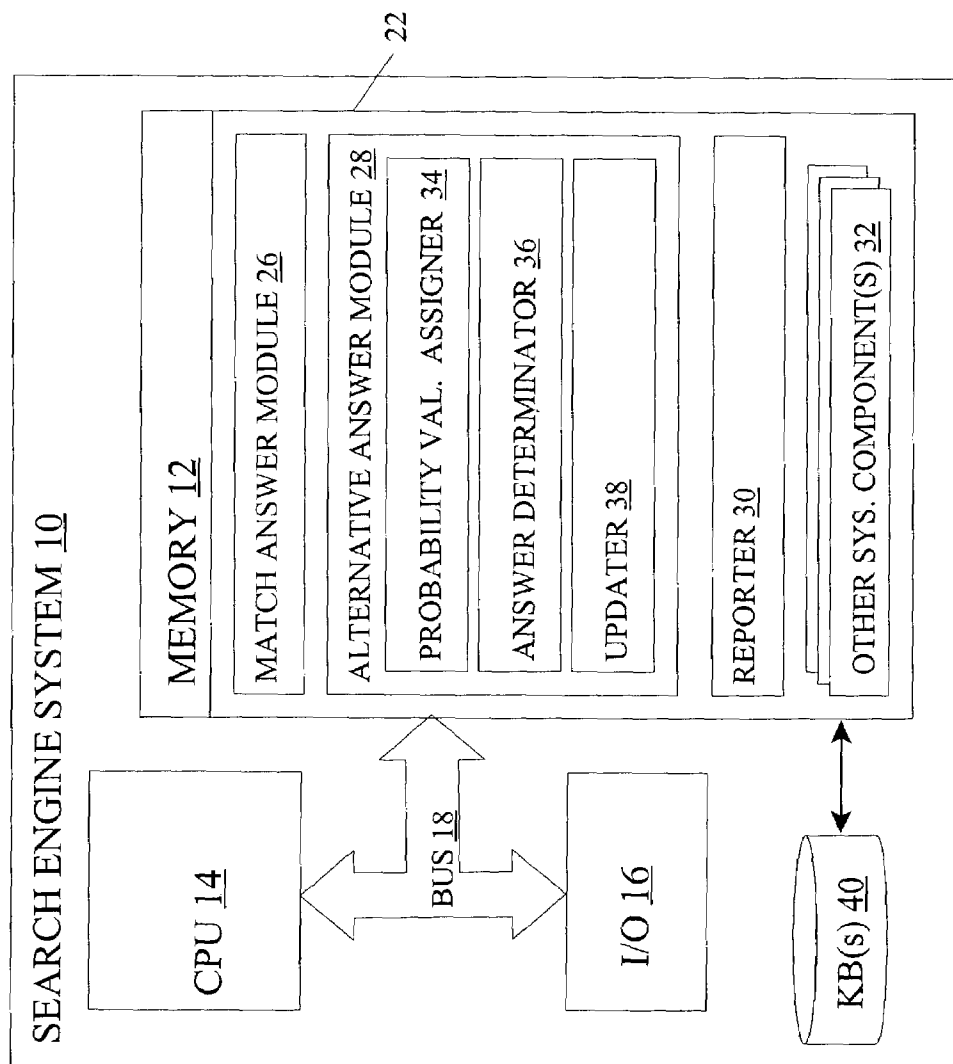 SEARCH ENGINE SYSTEM 10
CPU 14
BUS 18
I/O 16
KB(s) 40
MEMORY 12
22
MATCH ANSWER MODULE 26
ALTERNATIVE ANSWER MODULE 28
PROBABILITY VAL. ASSIGNER 34
ANSWER DETERMINATOR 36
UPDATER 38
REPORTER 30
OTHER SYS. COMPONENT(S) 32